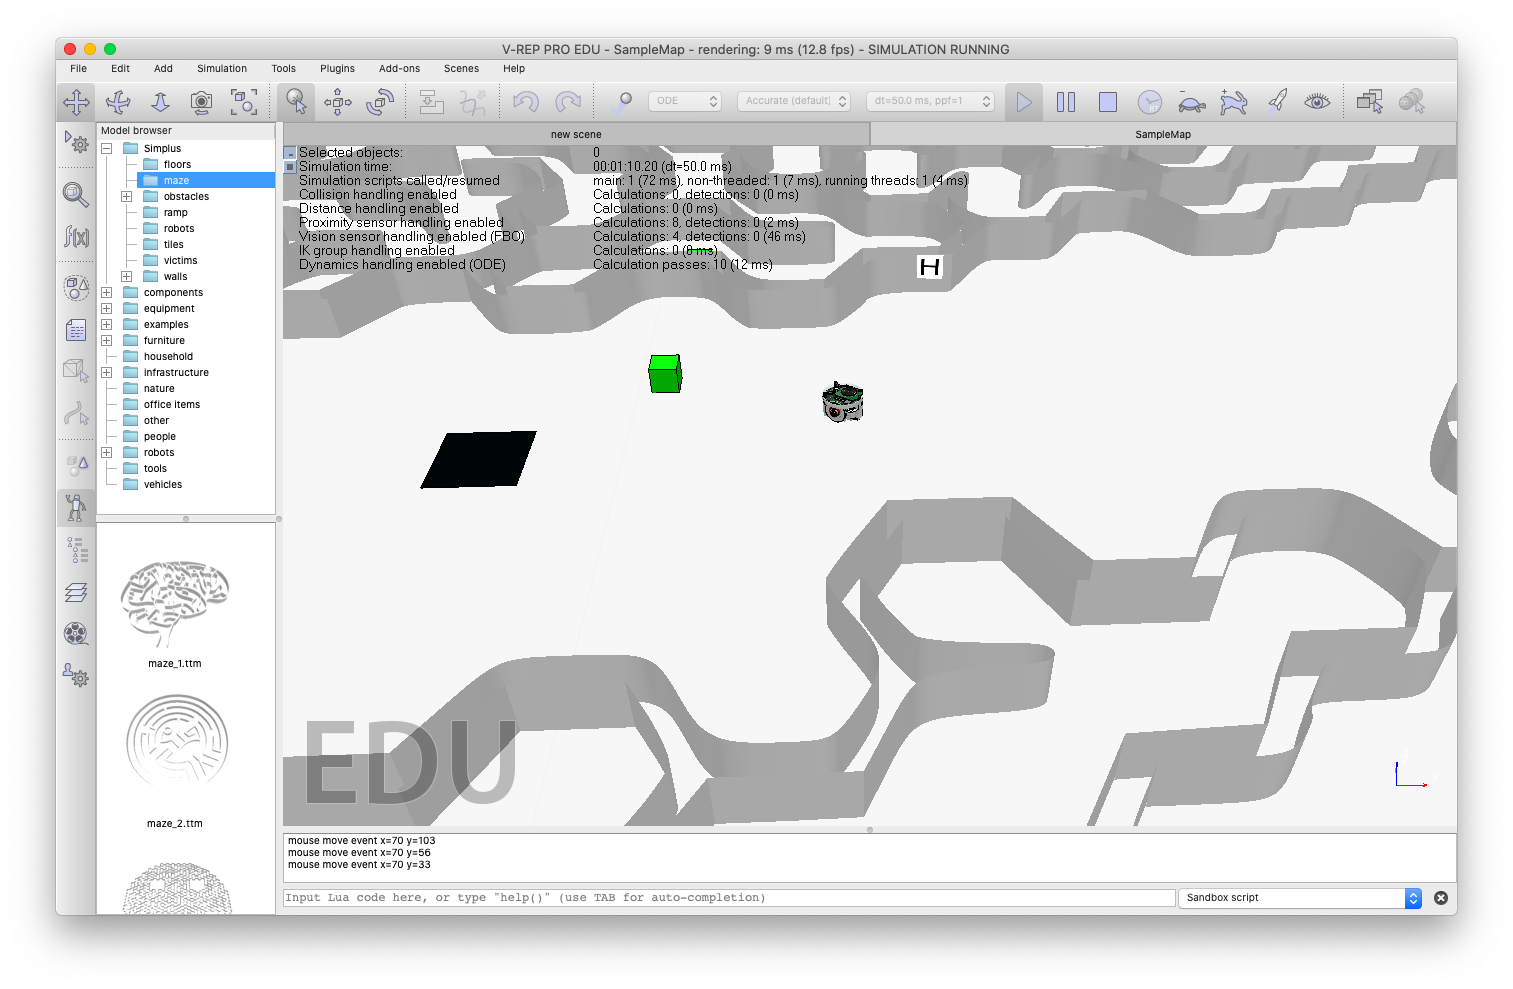 V-REP PRO EDU - SampleMap - rendering: 9 ms (12.8 fps) - SIMULATION RUNNING
File Edit Add Simulation Tools Plugins Add-ons Scenes Help
ODE Accurate (default) dt=50.0 ms, ppf=1
RT
f(x)
Model browser
Simplus
floors
maze
obstacles
ramp
robots
tiles
victims
walls
components
equipment
examples
furniture
household
infrastructure
nature
office items
other
people
robots
tools
vehicles
maze_1.ttm
maze_2.ttm
new scene SampleMap
Selected objects: 0
Simulation time: 00:01:10.20 (dt=50.0 ms)
Simulation scripts called/resumed main: 1 (72 ms), non-threaded: 1 (7 ms), running threads: 1 (4 ms)
Collision handling enabled Calculations: 0, detections: 0 (0 ms)
Distance handling enabled Calculations: 0 (0 ms)
Proximity sensor handling enabled Calculations: 8, detections: 0 (2 ms)
Vision sensor handling enabled (FBO) Calculations: 4, detections: 0 (46 ms)
IK group handling enabled Calculations: 0 (0 ms)
Dynamics handling enabled (ODE) Calculation passes: 10 (12 ms)
H
EDU
mouse move event x=70 y=103
mouse move event x=70 y=56
mouse move event x=70 y=33
Input Lua code here, or type "help()" (use TAB for auto-completion)
Sandbox script